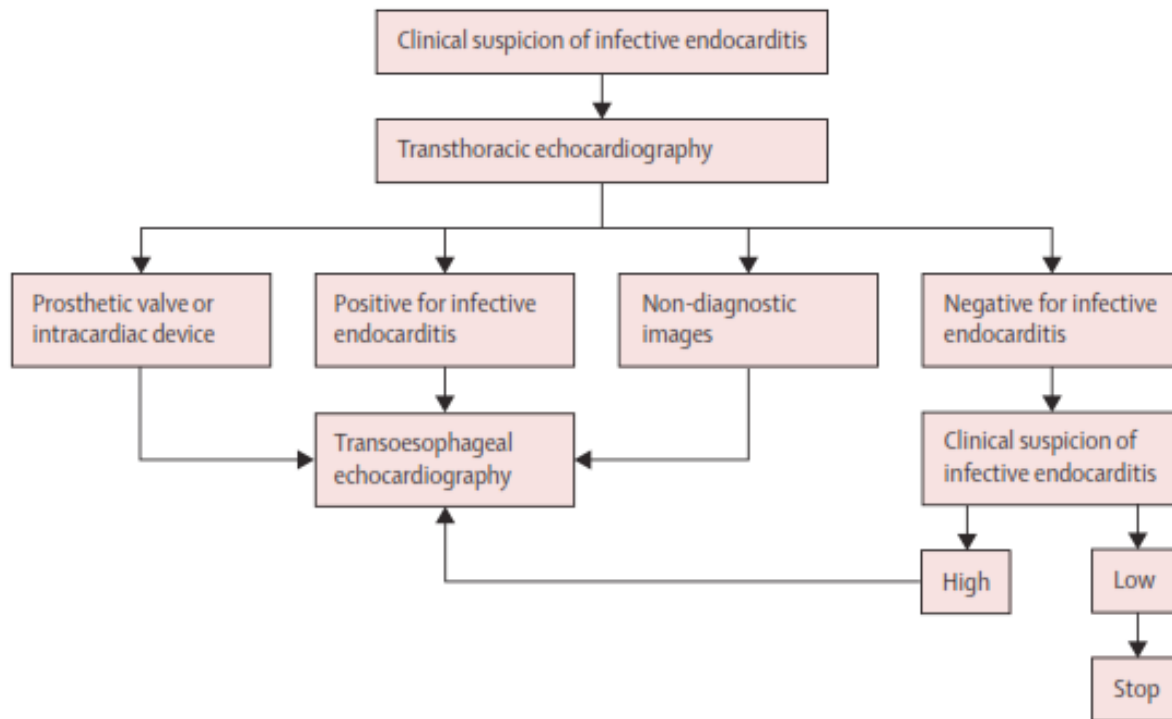 Clinical suspicion of infective endocarditis
Transthoracic echocardiography
Prosthetic valve or
intracardiac device
Positive for infective
endocarditis
Non-diagnostic
images
Negative for infective
endocarditis
Transoesophageal
echocardiography
Clinical suspicion of
infective endocarditis
High
Low
Stop